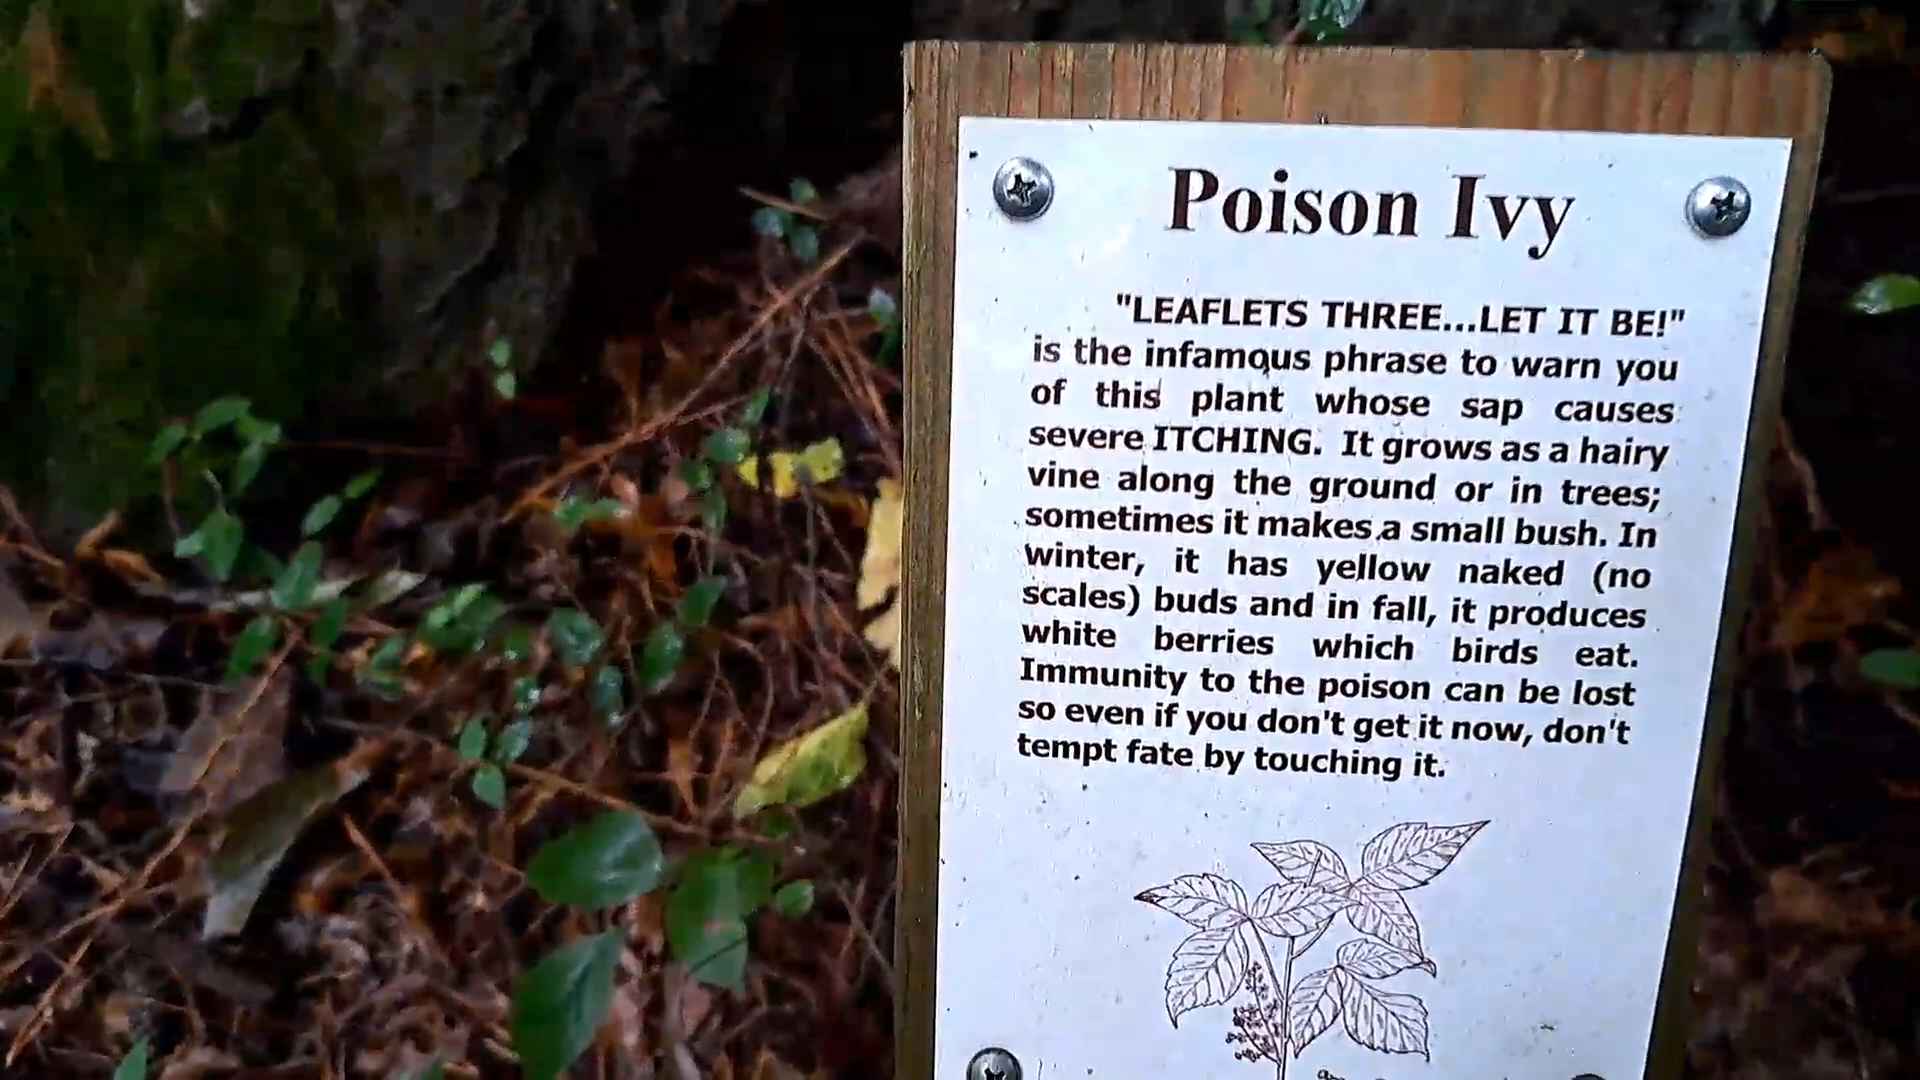 Poison Ivy
"LEAFLETS THREE...LET IT BE!"
is the infamous phrase to warn you
of this plant whose sap causes
severe ITCHING. It grows as a hairy
vine along the ground or in trees;
sometimes it makes a small bush. In
winter, it has yellow naked (no
scales) buds and in fall, it produces
white berries which birds eat.
Immunity to the poison can be lost
so even if you don't get it now, don't
tempt fate by touching it.